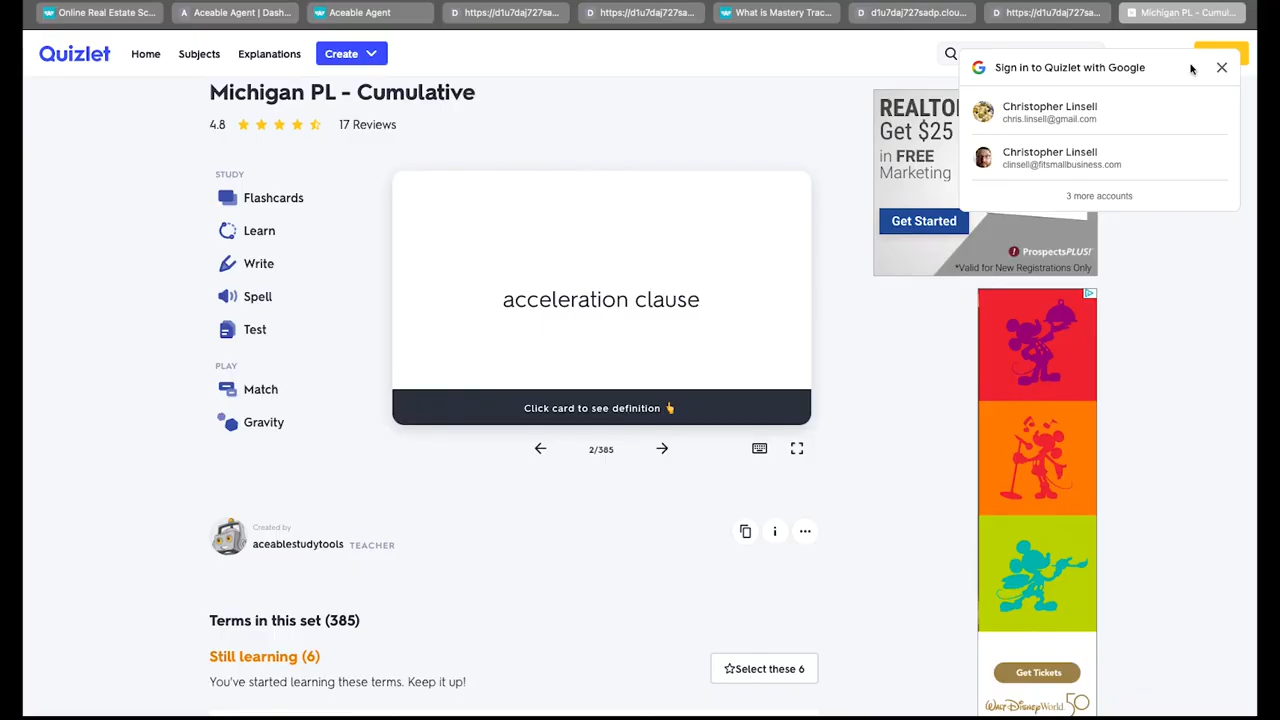 Online Real Estate Sc...
Aceable Agent | Dash...
Aceable Agent
https://d1u7daj727sa...
https://d1u7daj727sa...
What is Mastery Trac...
d1u7daj727sadp.clou...
https://d1u7daj727sa...
Michigan PL - Cumul...
Quizlet
Home
Subjects
Explanations
Create
Sign in to Quizlet with Google
Christopher Linsell
chris.linsell@gmail.com
Christopher Linsell
clinsell@fitsmallbusiness.com
3 more accounts
Michigan PL - Cumulative
4.8
17 Reviews
REALTO
Get $25
in FREE
Marketing
Get Started
ProspectsPLUS!
*Valid for New Registrations Only
STUDY
Flashcards
Learn
Write
Spell
Test
PLAY
Match
Gravity
acceleration clause
Click card to see definition 👆
2/385
Created by
aceablestudytools TEACHER
Terms in this set (385)
Still learning (6)
You've started learning these terms. Keep it up!
Select these 6
Get Tickets
WALT DISNEY WORLD 50